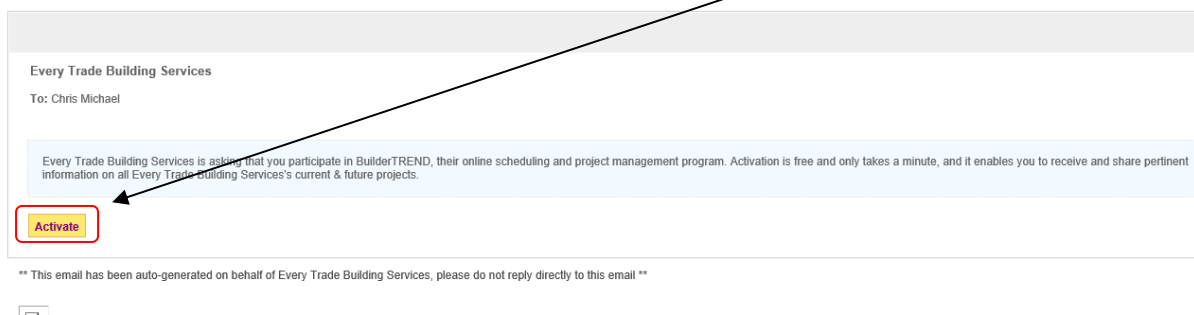 Every Trade Building Services
To: Chris Michael
Every Trade Building Services is asking that you participate in BuilderTREND, their online scheduling and project management program. Activation is free and only takes a minute, and it enables you to receive and share pertinent
information on all Every Trade Building Services's current & future projects.
Activate
** This email has been auto-generated on behalf of Every Trade Building Services, please do not reply directly to this email **